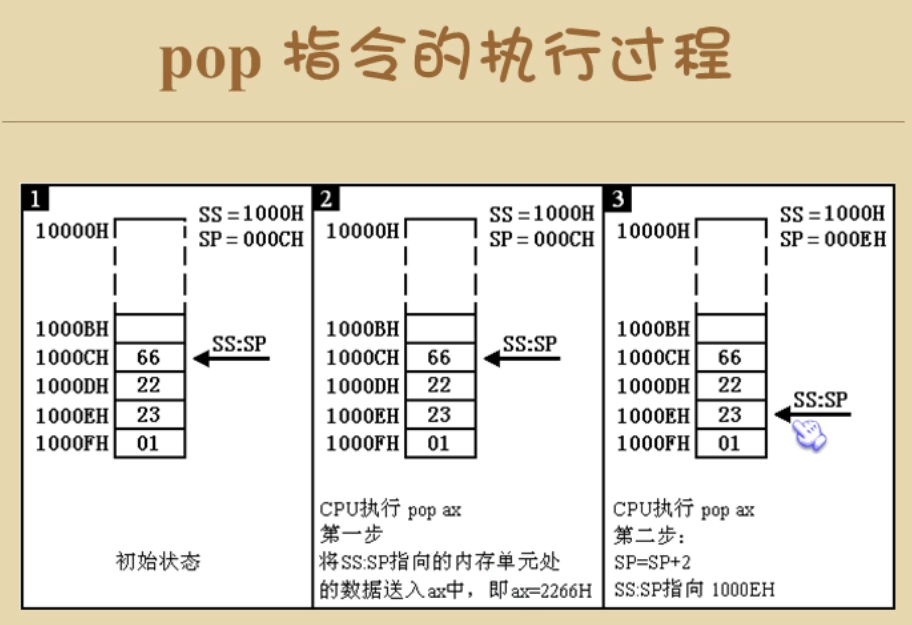 pop 指令的执行过程
1
SS=1000H
SP=000CH
10000H
1000BH
1000CH 66
SS:SP
1000DH 22
1000EH 23
1000FH 01
初始状态
2
SS=1000H
SP=000CH
10000H
1000BH
1000CH 66
SS:SP
1000DH 22
1000EH 23
1000FH 01
CPU执行 pop ax
第一步
将SS:SP指向的内存单元处
的数据送入ax中，即ax=2266H
3
SS=1000H
SP=000EH
10000H
1000BH
1000CH 66
1000DH 22
SS:SP
1000EH 23
1000FH 01
CPU执行 pop ax
第二步：
SP=SP+2
SS:SP指向 1000EH